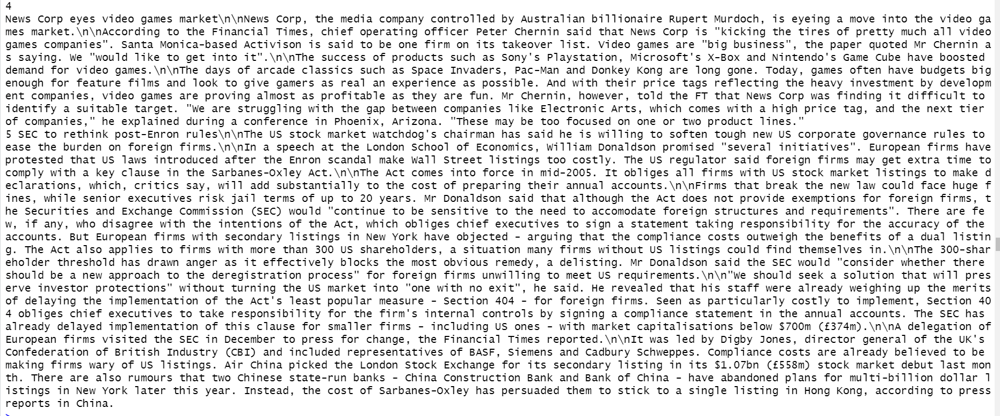 4
News Corp eyes video games market\n\nNews Corp, the media company controlled by Australian billionaire Rupert Murdoch, is eyeing a move into the video ga
mes market.\n\nAccording to the Financial Times, chief operating officer Peter Chernin said that News Corp is "kicking the tires of pretty much all video
games companies". Santa Monica-based Activison is said to be one firm on its takeover list. Video games are "big business", the paper quoted Mr Chernin a
s saying. We "would like to get into it".\n\nThe success of products such as Sony's Playstation, Microsoft's X-Box and Nintendo's Game Cube have boosted
demand for video games.\n\nThe days of arcade classics such as Space Invaders, Pac-Man and Donkey Kong are long gone. Today, games often have budgets big
enough for feature films and look to give gamers as real an experience as possible. And with their price tags reflecting the heavy investment by developm
ent companies, video games are proving almost as profitable as they are fun. Mr Chernin, however, told the FT that News Corp was finding it difficult to
identify a suitable target. "We are struggling with the gap between companies like Electronic Arts, which comes with a high price tag, and the next tier
of companies," he explained during a conference in Phoenix, Arizona. "These may be too focused on one or two product lines."
5 SEC to rethink post-Enron rules\n\nThe US stock market watchdog's chairman has said he is willing to soften tough new US corporate governance rules to
ease the burden on foreign firms.\n\nIn a speech at the London School of Economics, William Donaldson promised "several initiatives". European firms have
protested that US laws introduced after the Enron scandal make Wall Street listings too costly. The US regulator said foreign firms may get extra time to
comply with a key clause in the Sarbanes-Oxley Act.\n\nThe Act comes into force in mid-2005. It obliges all firms with US stock market listings to make d
eclarations, which, critics say, will add substantially to the cost of preparing their annual accounts.\n\nFirms that break the new law could face huge f
ines, while senior executives risk jail terms of up to 20 years. Mr Donaldson said that although the Act does not provide exemptions for foreign firms, t
he Securities and Exchange Commission (SEC) would "continue to be sensitive to the need to accomodate foreign structures and requirements". There are fe
w, if any, who disagree with the intentions of the Act, which obliges chief executives to sign a statement taking responsibility for the accuracy of the
accounts. But European firms with secondary listings in New York have objected - arguing that the compliance costs outweigh the benefits of a dual listin
g. The Act also applies to firms with more than 300 US shareholders, a situation many firms without US listings could find themselves in.\n\nThe 300-shar
eholder threshold has drawn anger as it effectively blocks the most obvious remedy, a delisting. Mr Donaldson said the SEC would "consider whether there
should be a new approach to the deregistration process" for foreign firms unwilling to meet US requirements.\n\n"We should seek a solution that will pres
erve investor protections" without turning the US market into "one with no exit", he said. He revealed that his staff were already weighing up the merits
of delaying the implementation of the Act's least popular measure - Section 404 - for foreign firms. Seen as particularly costly to implement, Section 40
4 obliges chief executives to take responsibility for the firm's internal controls by signing a compliance statement in the annual accounts. The SEC has
already delayed implementation of this clause for smaller firms - including US ones - with market capitalisations below $700m (£374m).\n\nA delegation of
European firms visited the SEC in December to press for change, the Financial Times reported.\n\nIt was led by Digby Jones, director general of the UK's
Confederation of British Industry (CBI) and included representatives of BASF, Siemens and Cadbury Schweppes. Compliance costs are already believed to be
making firms wary of US listings. Air China picked the London Stock Exchange for its secondary listing in its $1.07bn (£558m) stock market debut last mon
th. There are also rumours that two Chinese state-run banks - China Construction Bank and Bank of China - have abandoned plans for multi-billion dollar l
istings in New York later this year. Instead, the cost of Sarbanes-Oxley has persuaded them to stick to a single listing in Hong Kong, according to press
reports in China.